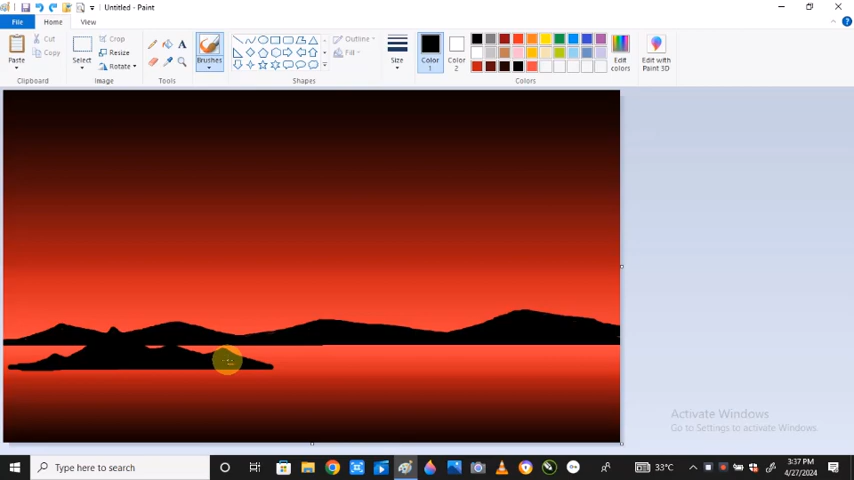 Untitled - Paint
File Home View
Paste
Cut
Copy
Clipboard
Select
Crop
Resize
Rotate
Image
A
Tools
Brushes
Outline
Fill
Shapes
Size
Color 1
Color 2
Edit colors
Colors
Edit with Paint 3D
Activate Windows
Go to Settings to activate Windows.
Type here to search
33°C
3:37 PM
4/27/2024